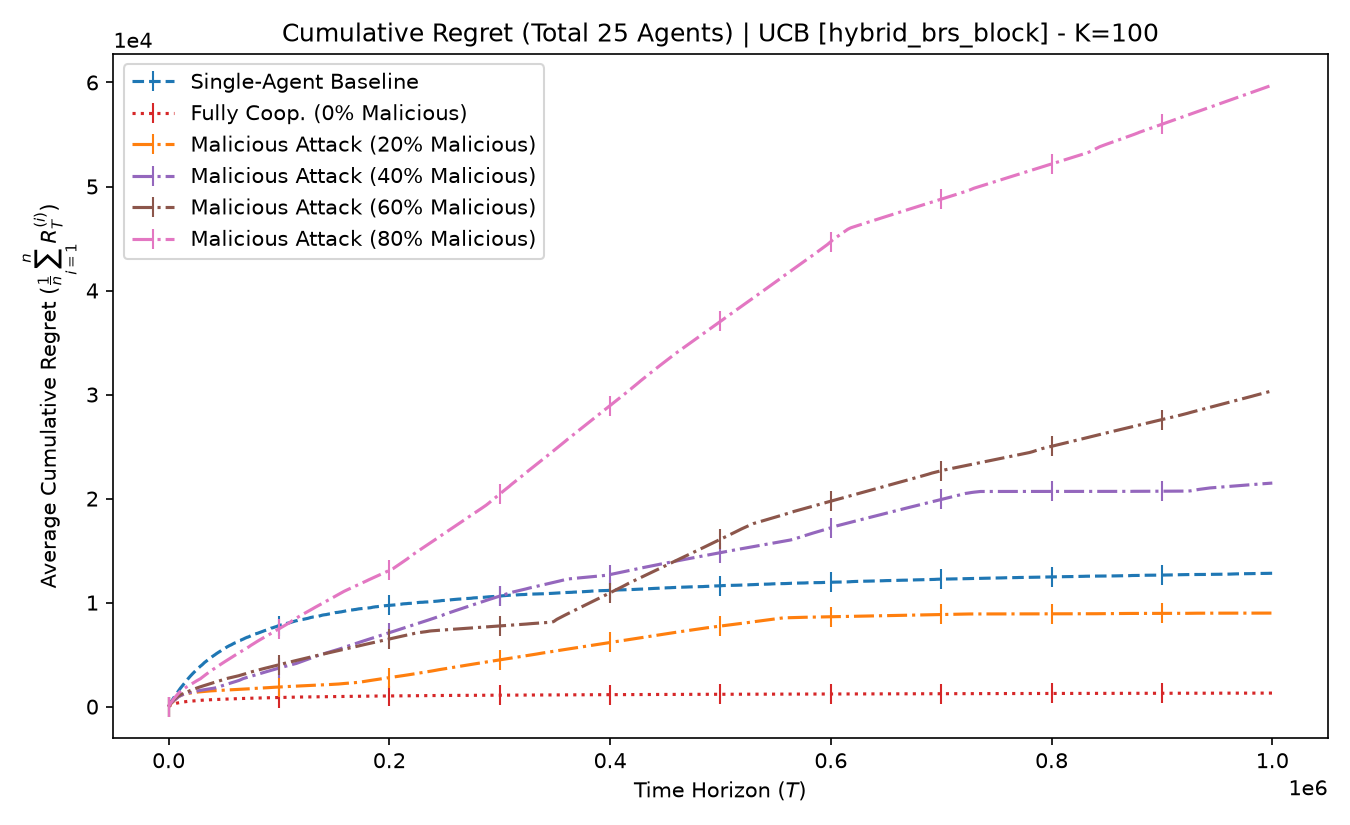 Cumulative Regret (Total 25 Agents) | UCB [hybrid_brs_block] - K=100
1e4
Single-Agent Baseline
Fully Coop. (0% Malicious)
Malicious Attack (20% Malicious)
Malicious Attack (40% Malicious)
Malicious Attack (60% Malicious)
Malicious Attack (80% Malicious)
Average Cumulative Regret ($\frac{1}{n}\sum_{i=1}^{n} R_T^{(i)}$)
6
5
4
3
2
1
0
0.0 0.2 0.4 0.6 0.8 1.0
Time Horizon (T)
1e6